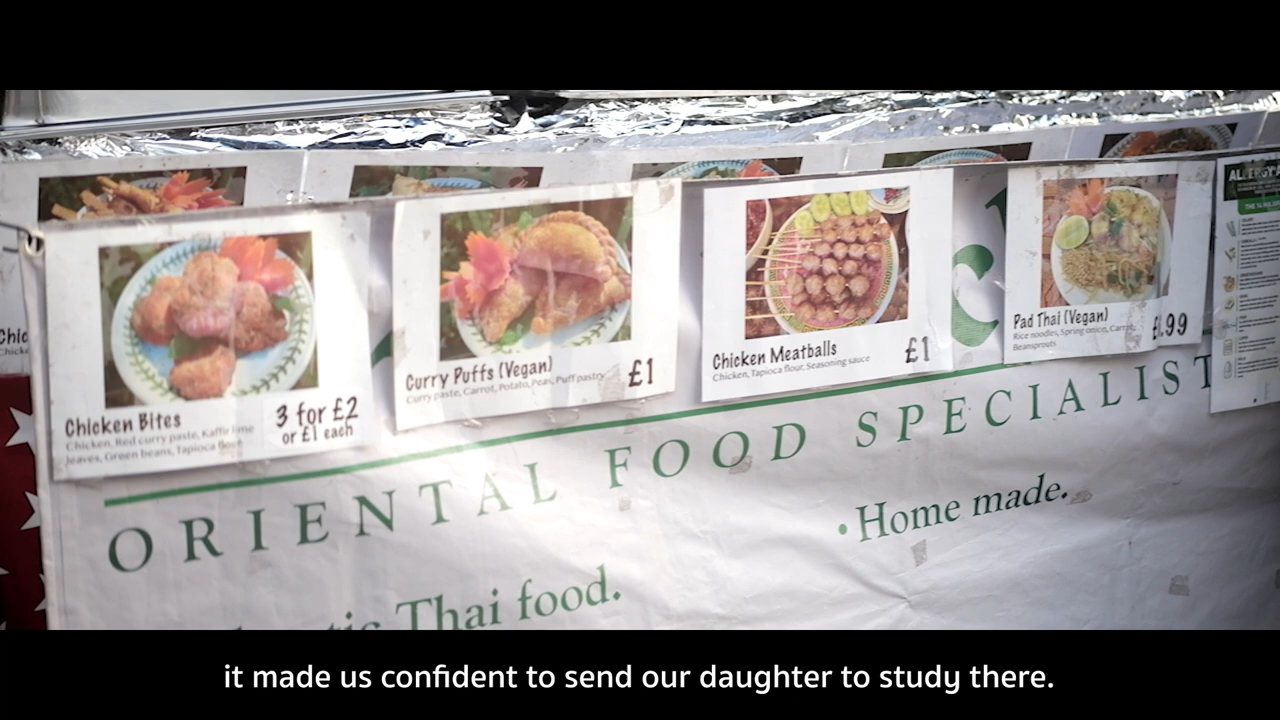 Chic
Chicke
Chicken Bites
Chicken, Red curry paste, Kaffir lime
leaves, Green beans, Tapioca flour
3 for £2
or £1 each
Curry Puffs (Vegan)
Curry paste, Carrot, Potato, Peas, Puff pastry
£1
Chicken Meatballs
Chicken, Tapioca flour, Seasoning sauce
£1
Pad Thai (Vegan)
Rice noodles, Spring onion, Carrot,
Beansprouts
.99
ORIENTAL FOOD SPECIALIST
• Home made.
Thai food.
it made us confident to send our daughter to study there.